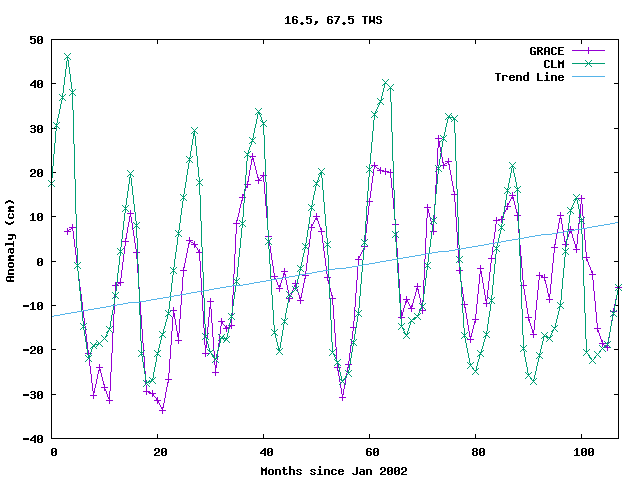 16.5, 67.5 TWS
GRACE
CLM
Trend Line
Anomaly (cm)
50
40
30
20
10
0
-10
-20
-30
-40
0 20 40 60 80 100
Months since Jan 2002